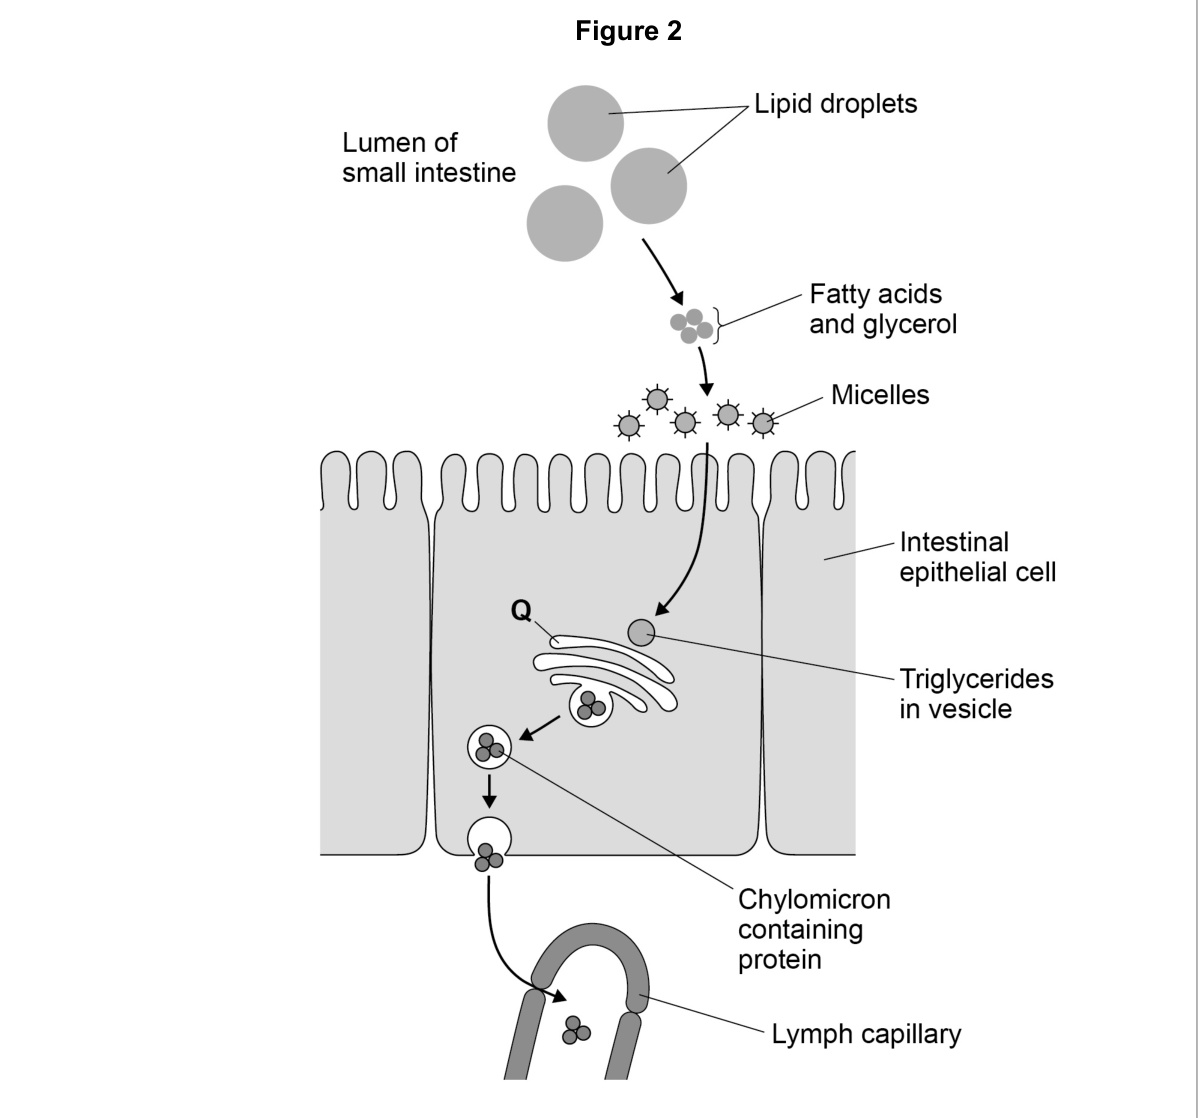 Figure 2
Lipid droplets
Lumen of
small intestine
Fatty acids
and glycerol
Micelles
Intestinal
epithelial cell
Q
Triglycerides
in vesicle
Chylomicron
containing
protein
Lymph capillary